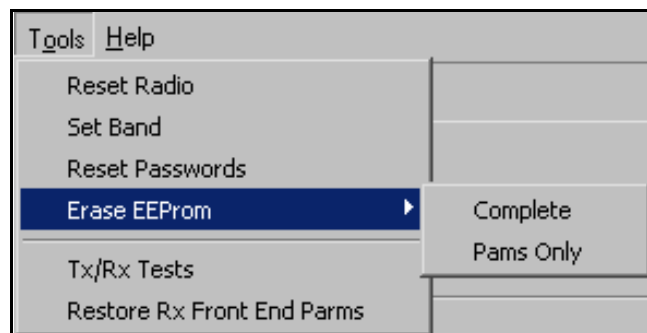 Tools Help
Reset Radio
Set Band
Reset Passwords
Erase EEProm
Complete
Pams Only
Tx/Rx Tests
Restore Rx Front End Parms